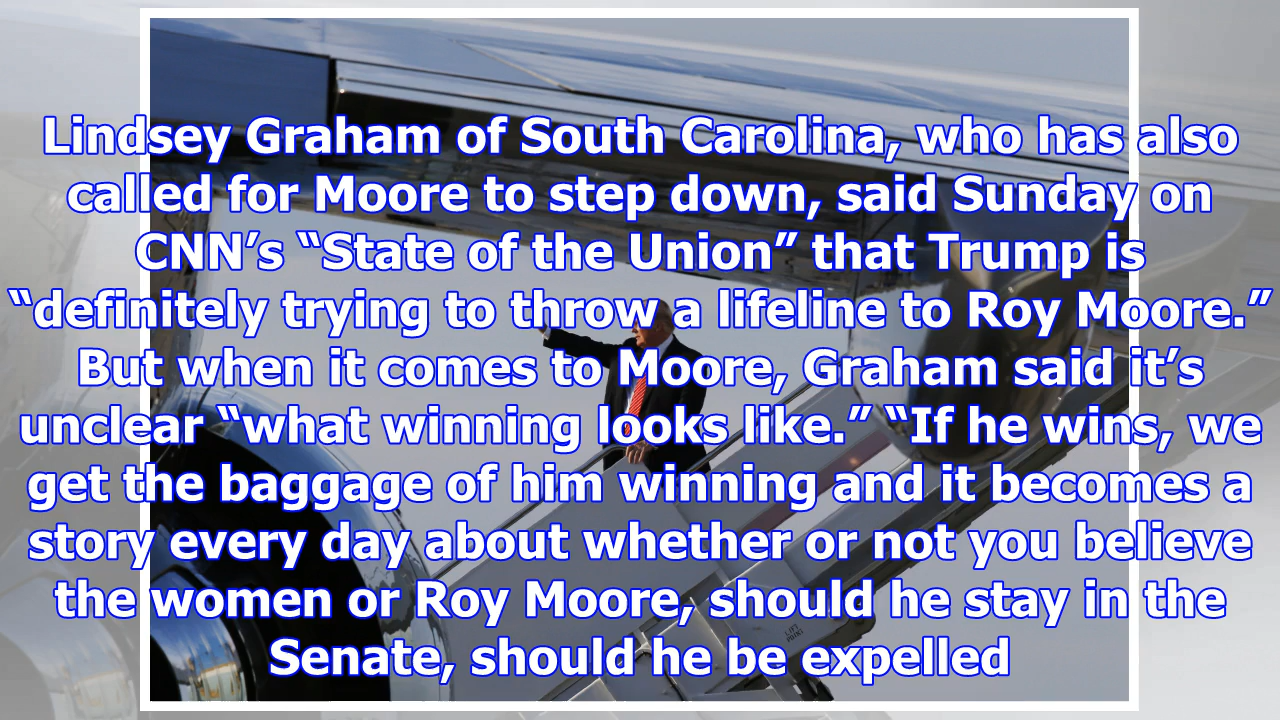 Lindsey Graham of South Carolina, who has also
called for Moore to step down, said Sunday on
CNN’s “State of the Union” that Trump is
“definitely trying to throw a lifeline to Roy Moore.”
But when it comes to Moore, Graham said it’s
unclear “what winning looks like.” “If he wins, we
get the baggage of him winning and it becomes a
story every day about whether or not you believe
the women or Roy Moore, should he stay in the
Senate, should he be expelled